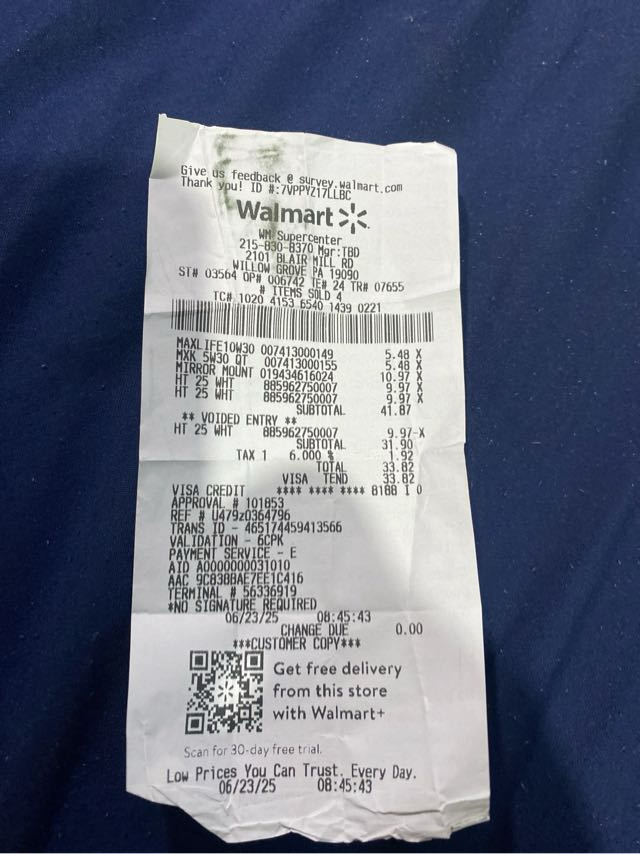 Give us feedback @ survey.walmart.com
Thank you! ID #:7VPPYZ17LLBC
Walmart
WM Supercenter
215-830-8370 Mgr:TBD
2101 BLAIR MILL RD
WILLOW GROVE PA 19090
ST# 03564 OP# 006742 TE# 24 TR# 07655
# ITEMS SOLD 4
TC# 1020 4153 6540 1439 0221
MAXLIFE10W30 007413000149 5.48 X
MXK 5W30 QT 007413000155 5.48 X
MIRROR MOUNT 019434616024 10.97 X
HT 25 WHT 885962750007 9.97 X
HT 25 WHT 885962750007 9.97 X
SUBTOTAL 41.87
** VOIDED ENTRY **
HT 25 WHT 885962750007 9.97-X
SUBTOTAL 31.90
TAX 1 6.000 % 1.92
TOTAL 33.82
VISA TEND 33.82
VISA CREDIT **** **** **** 8188 I 0
APPROVAL # 101853
REF # U479z0364796
TRANS ID - 465174459413566
VALIDATION - 6CPK
PAYMENT SERVICE - E
AID A0000000031010
AAC 9C83BBAE7EE1C416
TERMINAL # 56336919
*NO SIGNATURE REQUIRED
06/23/25 08:45:43
CHANGE DUE 0.00
***CUSTOMER COPY***
Get free delivery
from this store
with Walmart+
Scan for 30-day free trial.
Low Prices You Can Trust. Every Day.
06/23/25 08:45:43